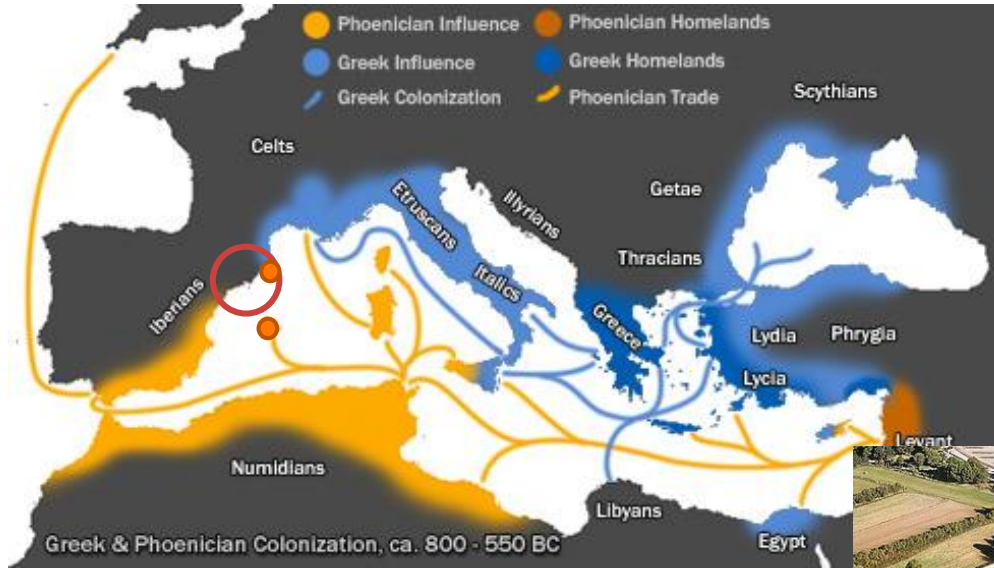 Phoenician Influence
Phoenician Homelands
Greek Influence
Greek Homelands
Greek Colonization
Phoenician Trade
Scythians
Celts
Getae
Etruscans
Illyrians
Thracians
Italics
Iberians
Greece
Lydia
Phrygia
Lycia
Levant
Numidians
Libyans
Egypt
Greek & Phoenician Colonization, ca. 800 - 550 BC